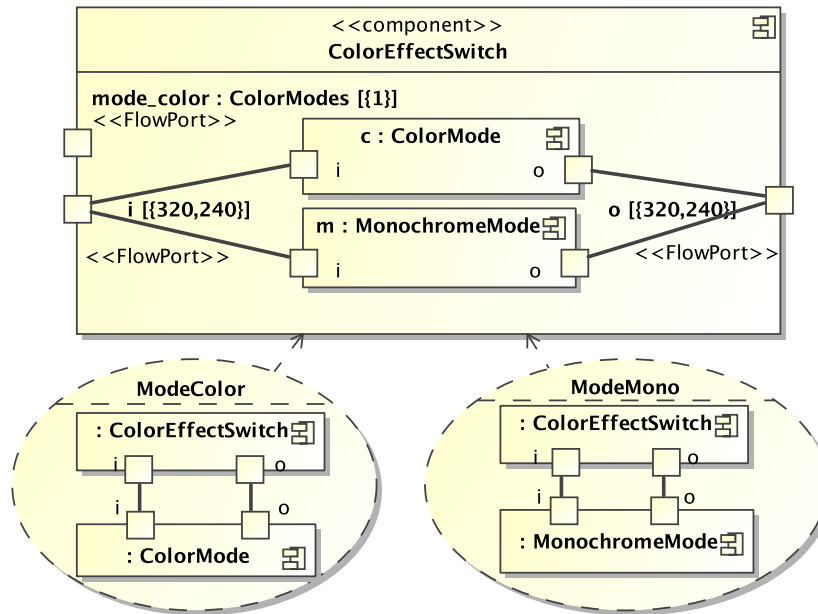 <<component>>
ColorEffectSwitch
mode_color : ColorModes [{1}]
<<FlowPort>>
c : ColorMode
i
o
i [{320,240}]
o [{320,240}]
m : MonochromeMode
<<FlowPort>>
i
o
<<FlowPort>>
ModeColor
: ColorEffectSwitch
i
o
i
o
: ColorMode
ModeMono
: ColorEffectSwitch
i
o
i
o
: MonochromeMode